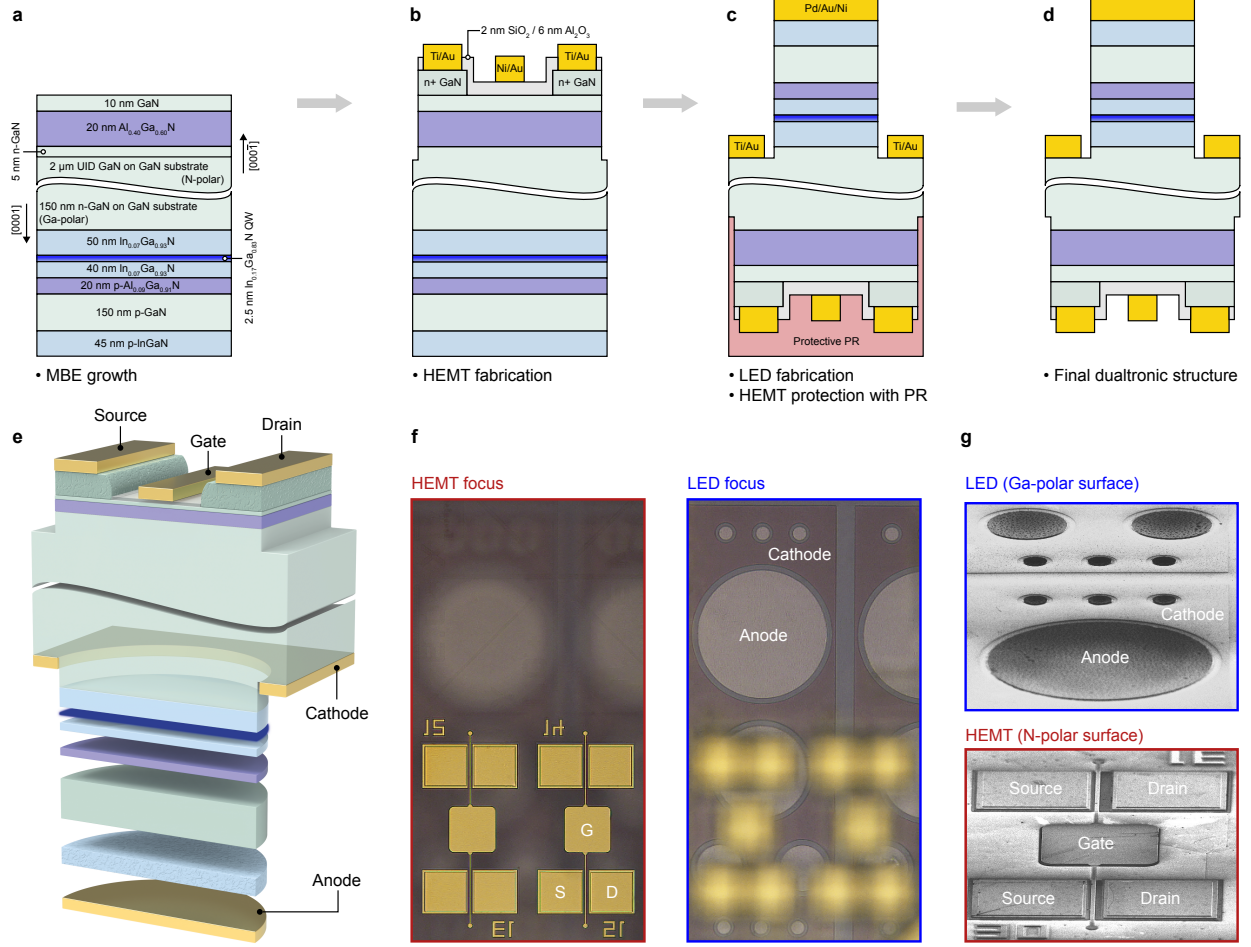 a
10 nm GaN
20 nm Al0.40Ga0.60N
5 nm n-GaN
[0001̄]
2 µm UID GaN on GaN substrate
(N-polar)
150 nm n-GaN on GaN substrate
(Ga-polar)
[0001]
50 nm In0.07Ga0.93N
2.5 nm In0.17Ga0.83N QW
40 nm In0.07Ga0.93N
20 nm p-Al0.09Ga0.91N
150 nm p-GaN
45 nm p-InGaN
• MBE growth
b
2 nm SiO2 / 6 nm Al2O3
Ti/Au
Ni/Au
Ti/Au
n+ GaN
n+ GaN
• HEMT fabrication
c
Pd/Au/Ni
Ti/Au
Ti/Au
Protective PR
• LED fabrication
• HEMT protection with PR
d
• Final dualtronic structure
e
Source
Gate
Drain
Cathode
Anode
f
HEMT focus
G
S
D
LED focus
Cathode
Anode
g
LED (Ga-polar surface)
Cathode
Anode
HEMT (N-polar surface)
Source
Drain
Gate
Source
Drain